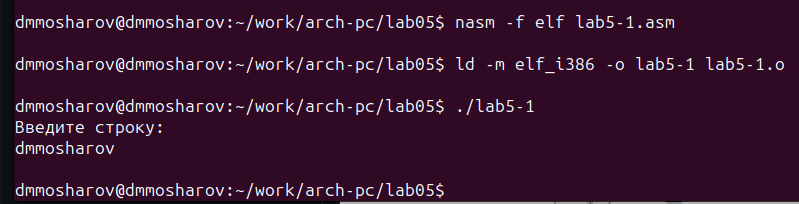 dmmosharov@dmmosharov:~/work/arch-pc/lab05$ nasm -f elf lab5-1.asm
dmmosharov@dmmosharov:~/work/arch-pc/lab05$ ld -m elf_i386 -o lab5-1 lab5-1.o
dmmosharov@dmmosharov:~/work/arch-pc/lab05$ ./lab5-1
Введите строку:
dmmosharov
dmmosharov@dmmosharov:~/work/arch-pc/lab05$